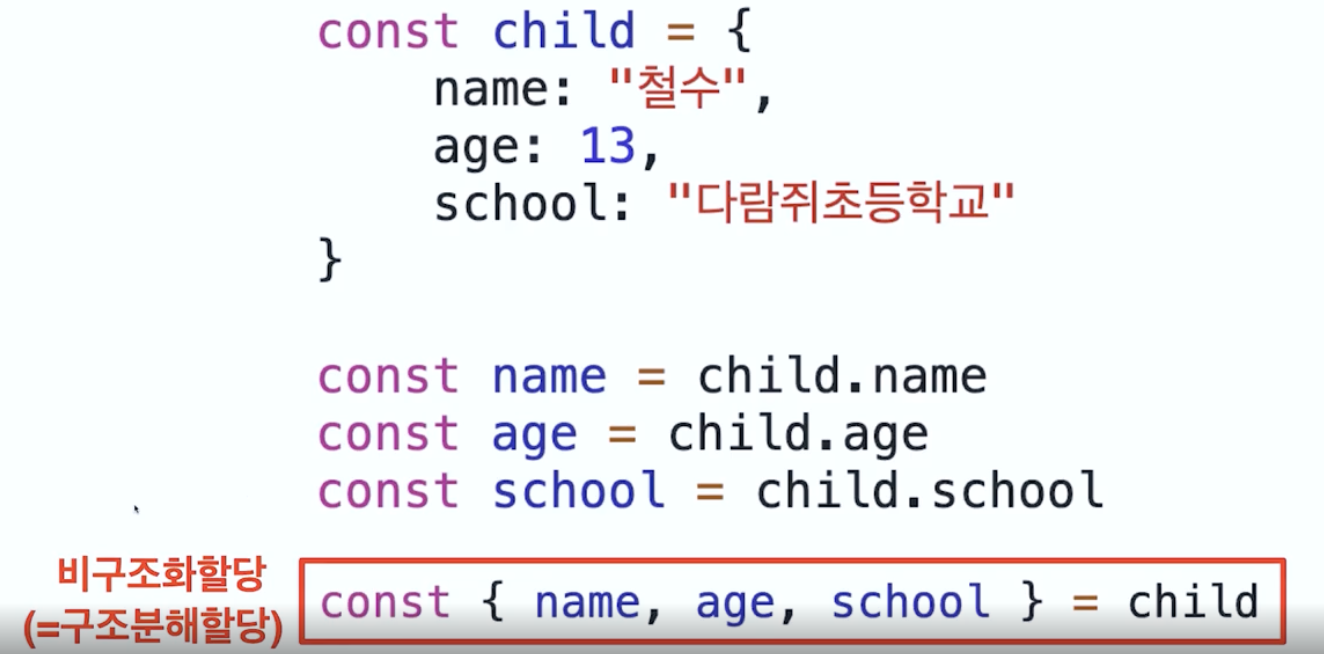 const child = {
name: "철수",
age: 13,
school: "다람쥐초등학교"
}
const name = child.name
const age = child.age
const school = child.school
비구조화할당
(=구조분해할당)
const { name, age, school } = child